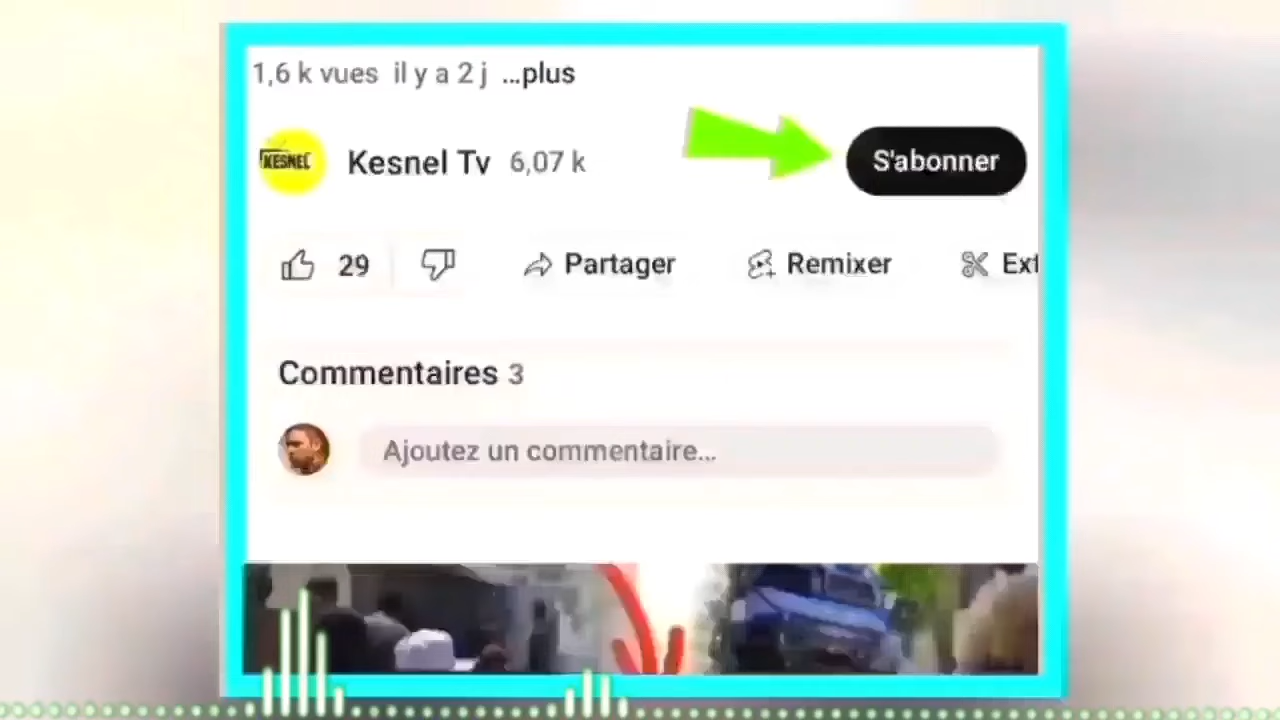 1,6 k vues il y a 2 j ...plus
KESNEL
Kesnel Tv 6,07 k
S'abonner
29
Partager
Remixer
Ext
Commentaires 3
Ajoutez un commentaire...